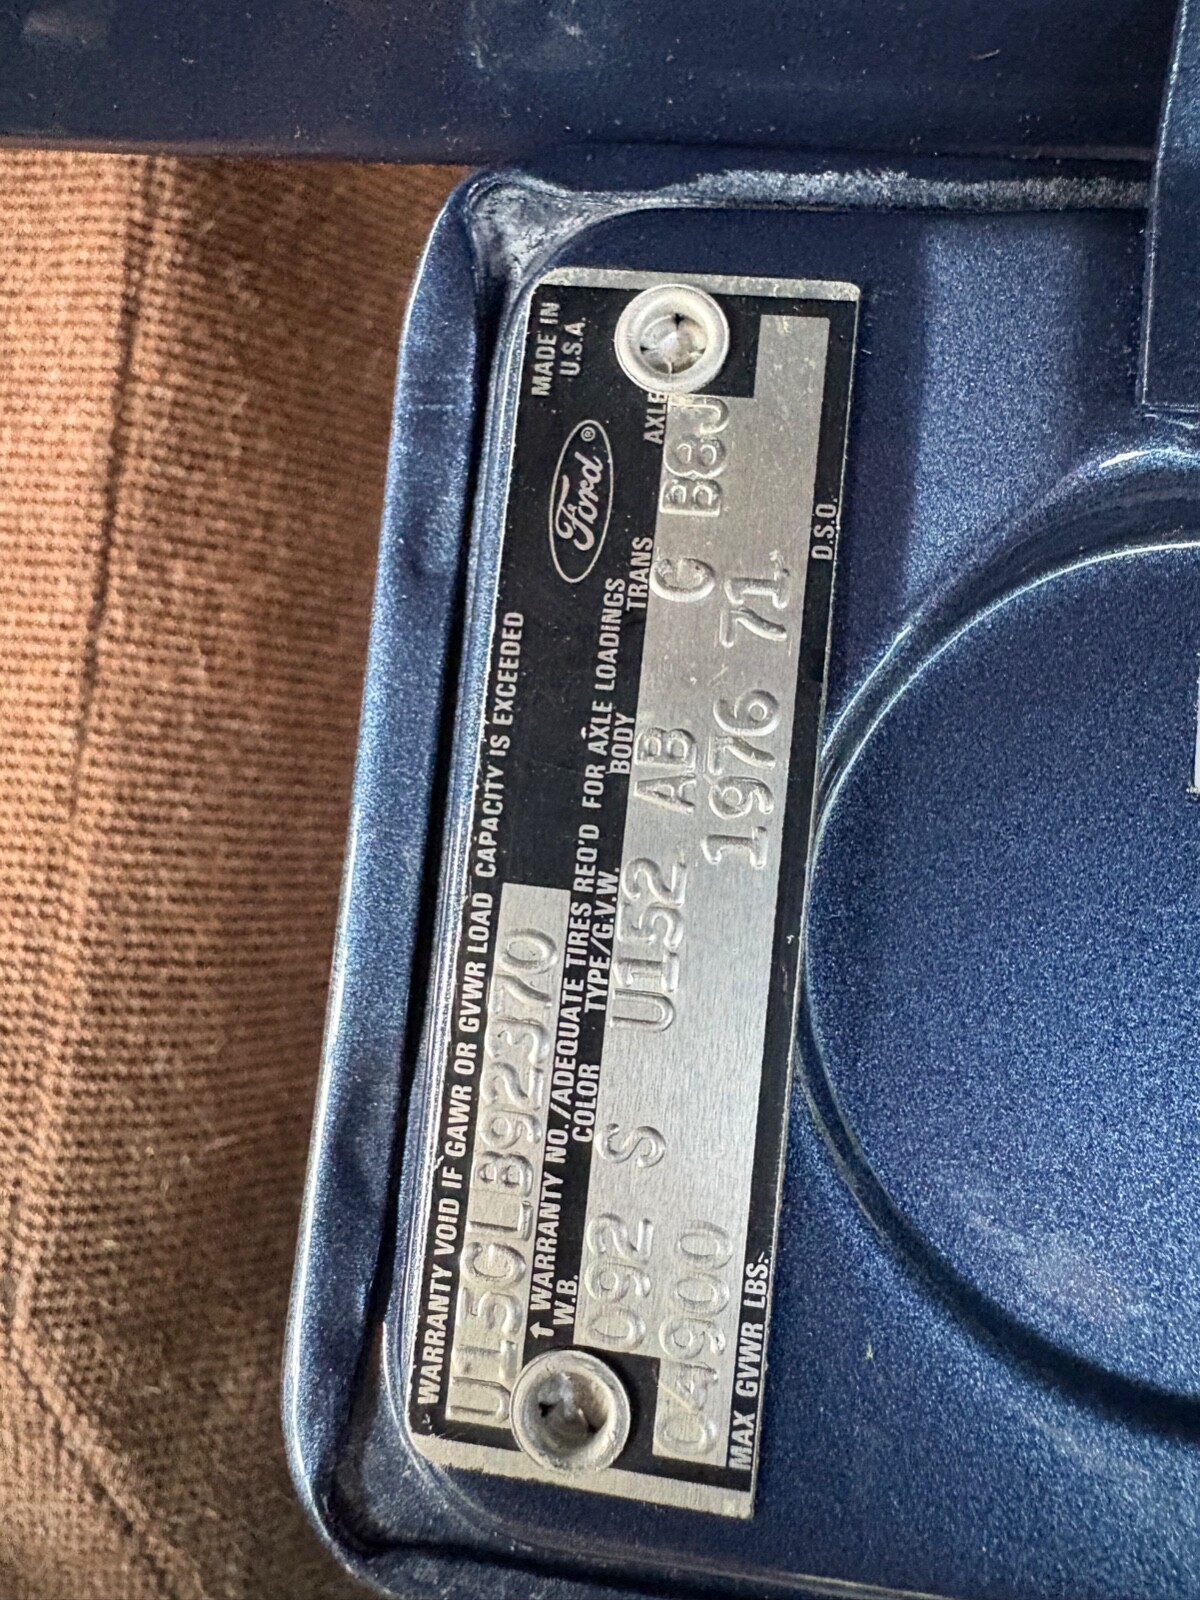 WARRANTY VOID IF GAWR OR GVWR LOAD CAPACITY IS EXCEEDED
MADE IN
U.S.A.
Ford®
U15GLB92370
↑ WARRANTY NO./ADEQUATE TIRES REQ'D FOR AXLE LOADINGS
W.B. COLOR TYPE/G.V.W. BODY TRANS AXLE
092 S U152 AB G B8J
04900 1976 71
MAX GVWR LBS. D.S.O.